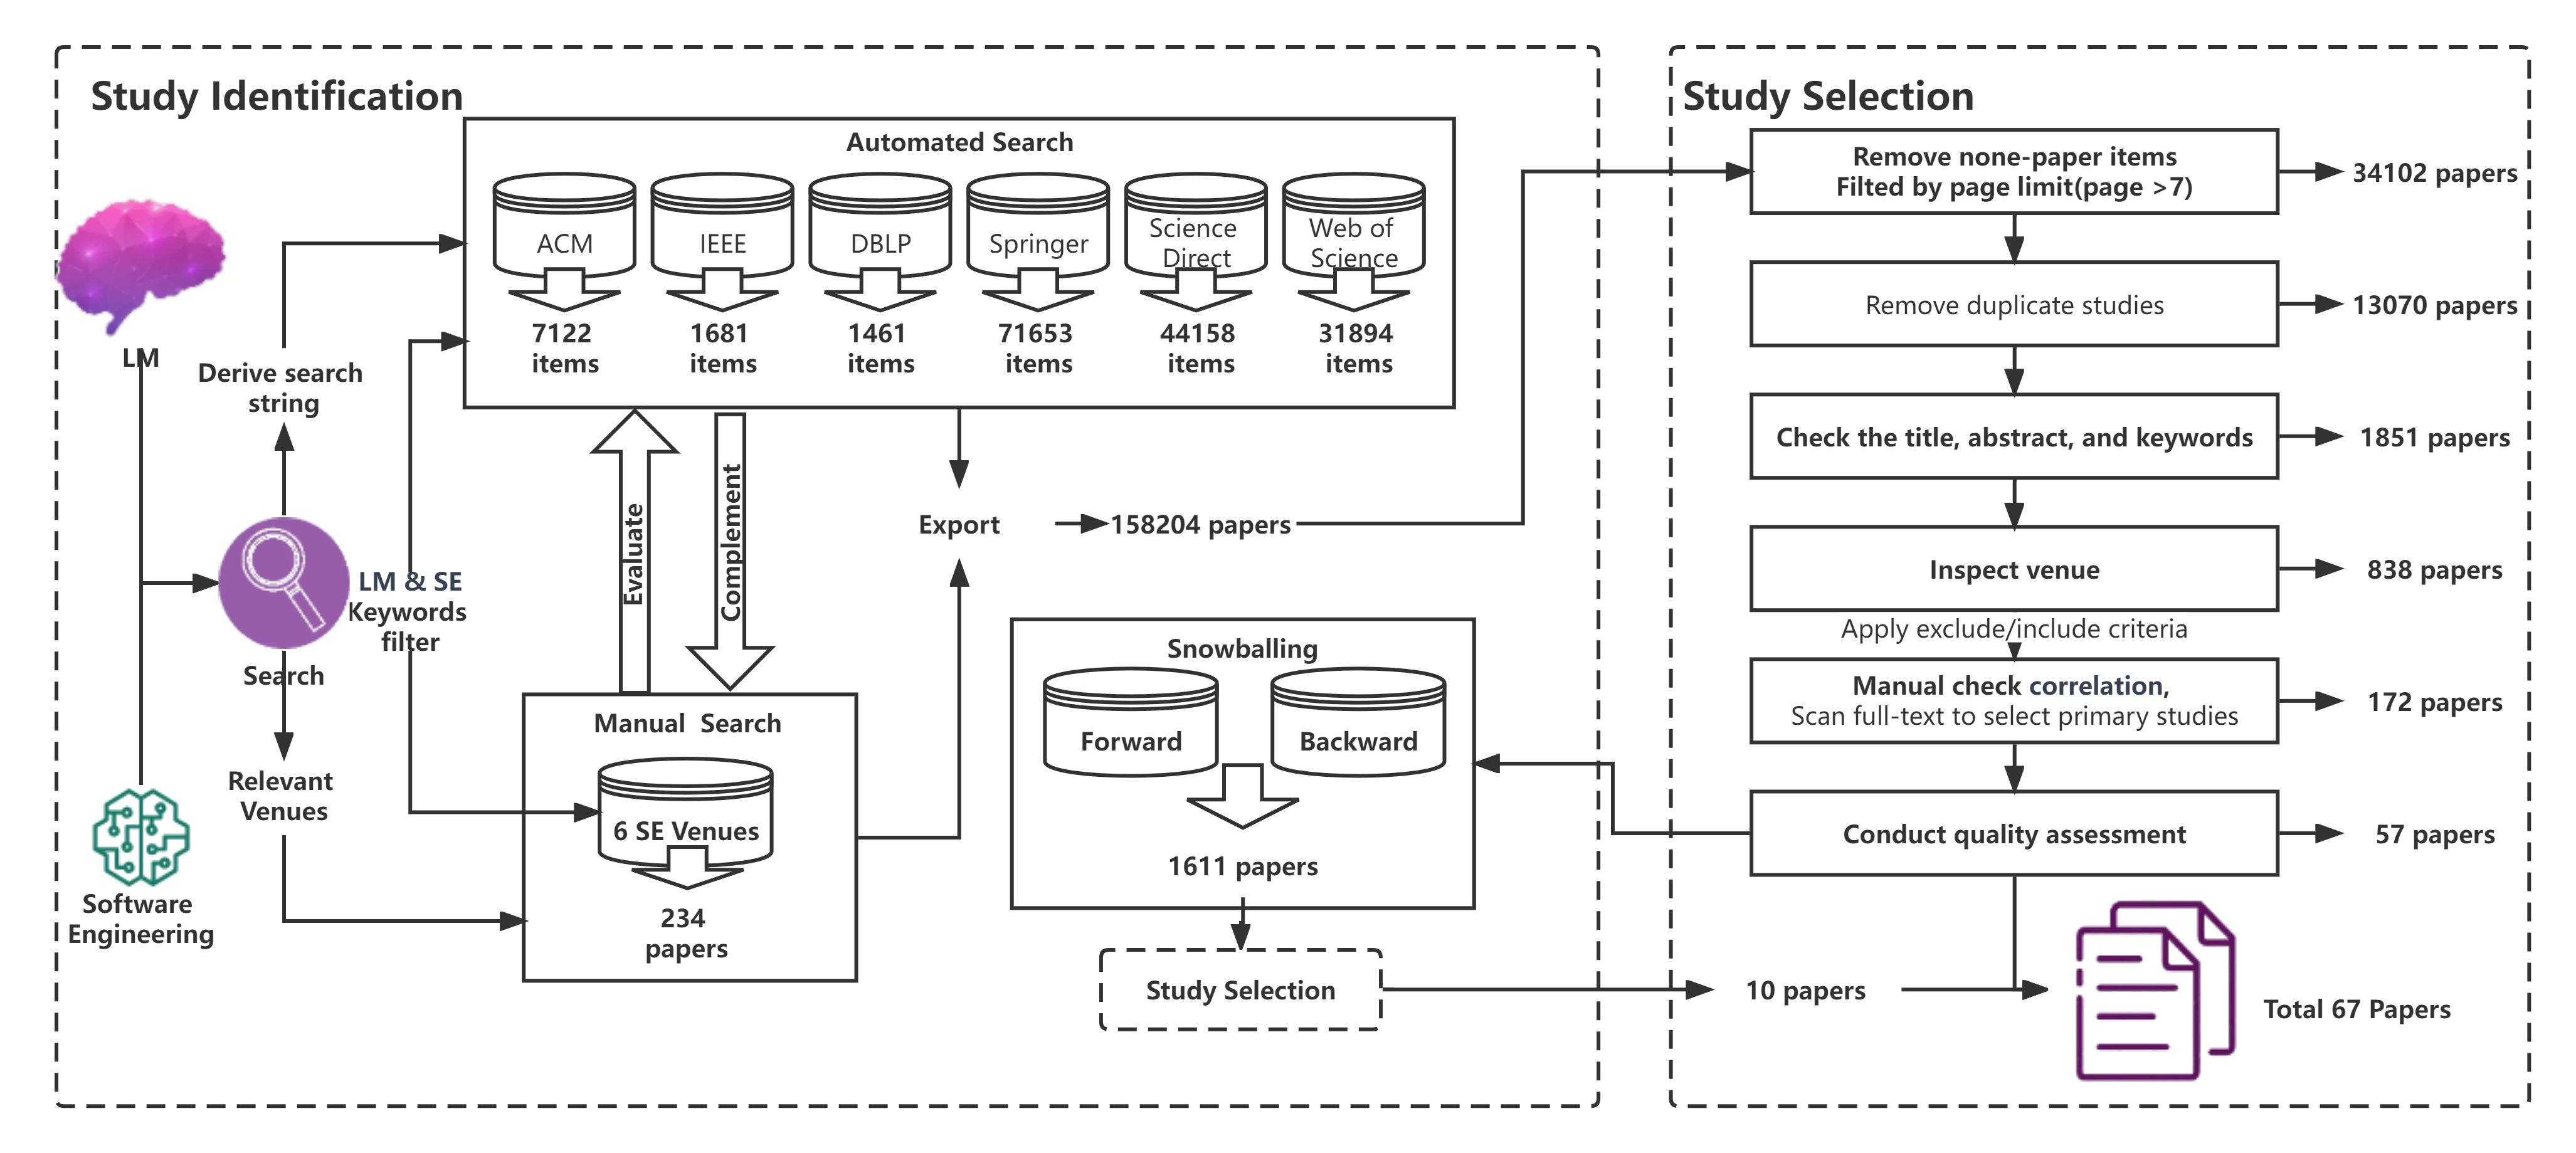 Study Identification
Automated Search
ACM
IEEE
DBLP
Springer
Science
Direct
Web of
Science
7122
items
1681
items
1461
items
71653
items
44158
items
31894
items
LM
Derive search
string
Search
LM & SE
Keywords
filter
Relevant
Venues
Software
Engineering
Evaluate
Complement
Manual  Search
6 SE Venues
234
papers
Export
158204 papers
Snowballing
Forward
Backward
1611 papers
Study Selection
Study Selection
Remove none-paper items
Filted by page limit(page >7)
34102 papers
Remove duplicate studies
13070 papers
Check the title, abstract, and keywords
1851 papers
Inspect venue
838 papers
Apply exclude/include criteria
Manual check correlation,
Scan full-text to select primary studies
172 papers
Conduct quality assessment
57 papers
10 papers
Total 67 Papers